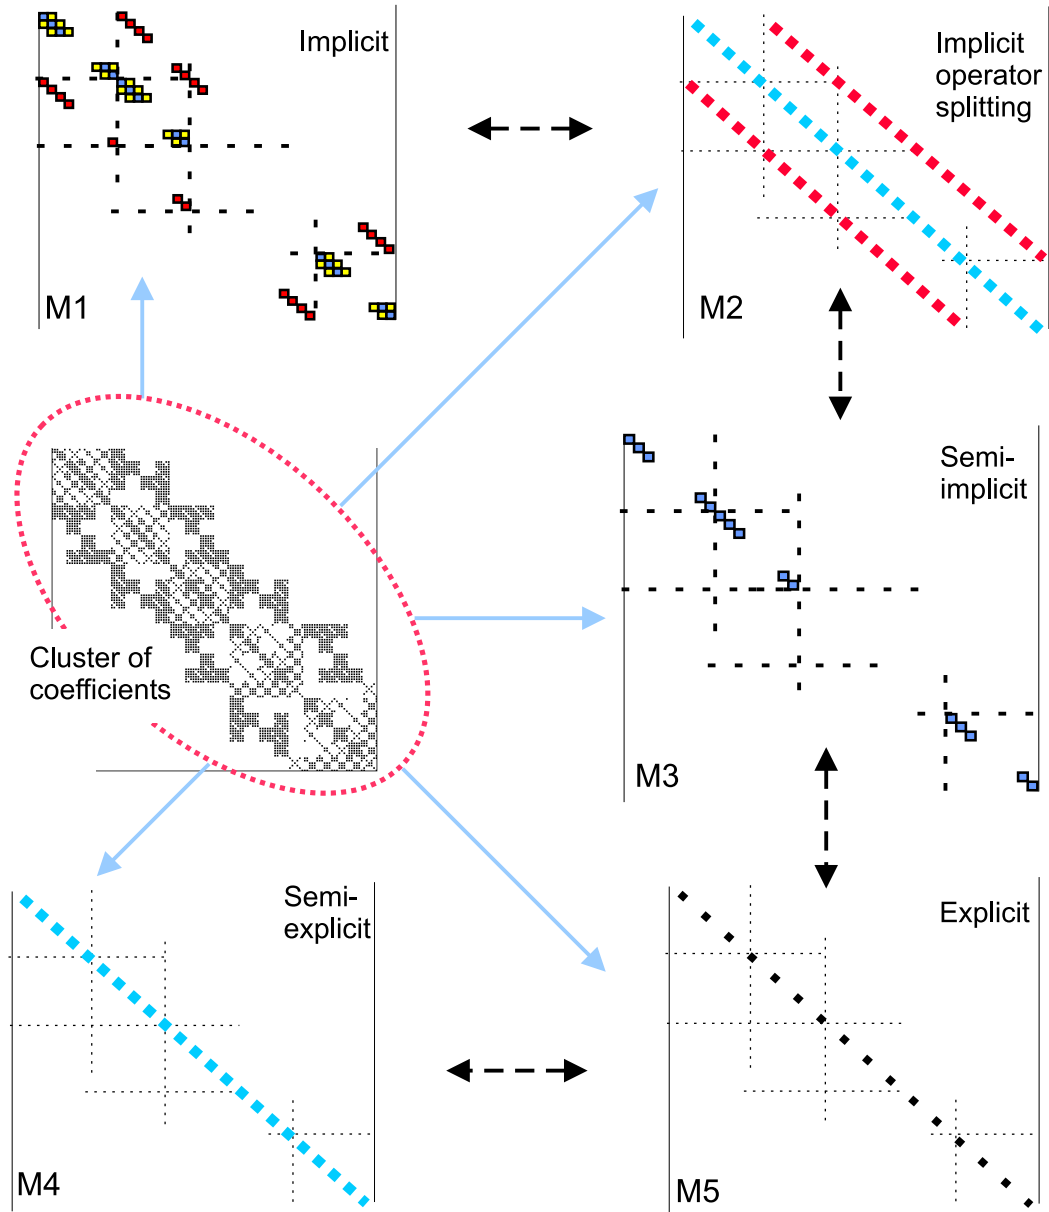 Implicit
M1
Implicit
operator
splitting
M2
Cluster of
coefficients
Semi-
implicit
M3
Semi-
explicit
M4
Explicit
M5